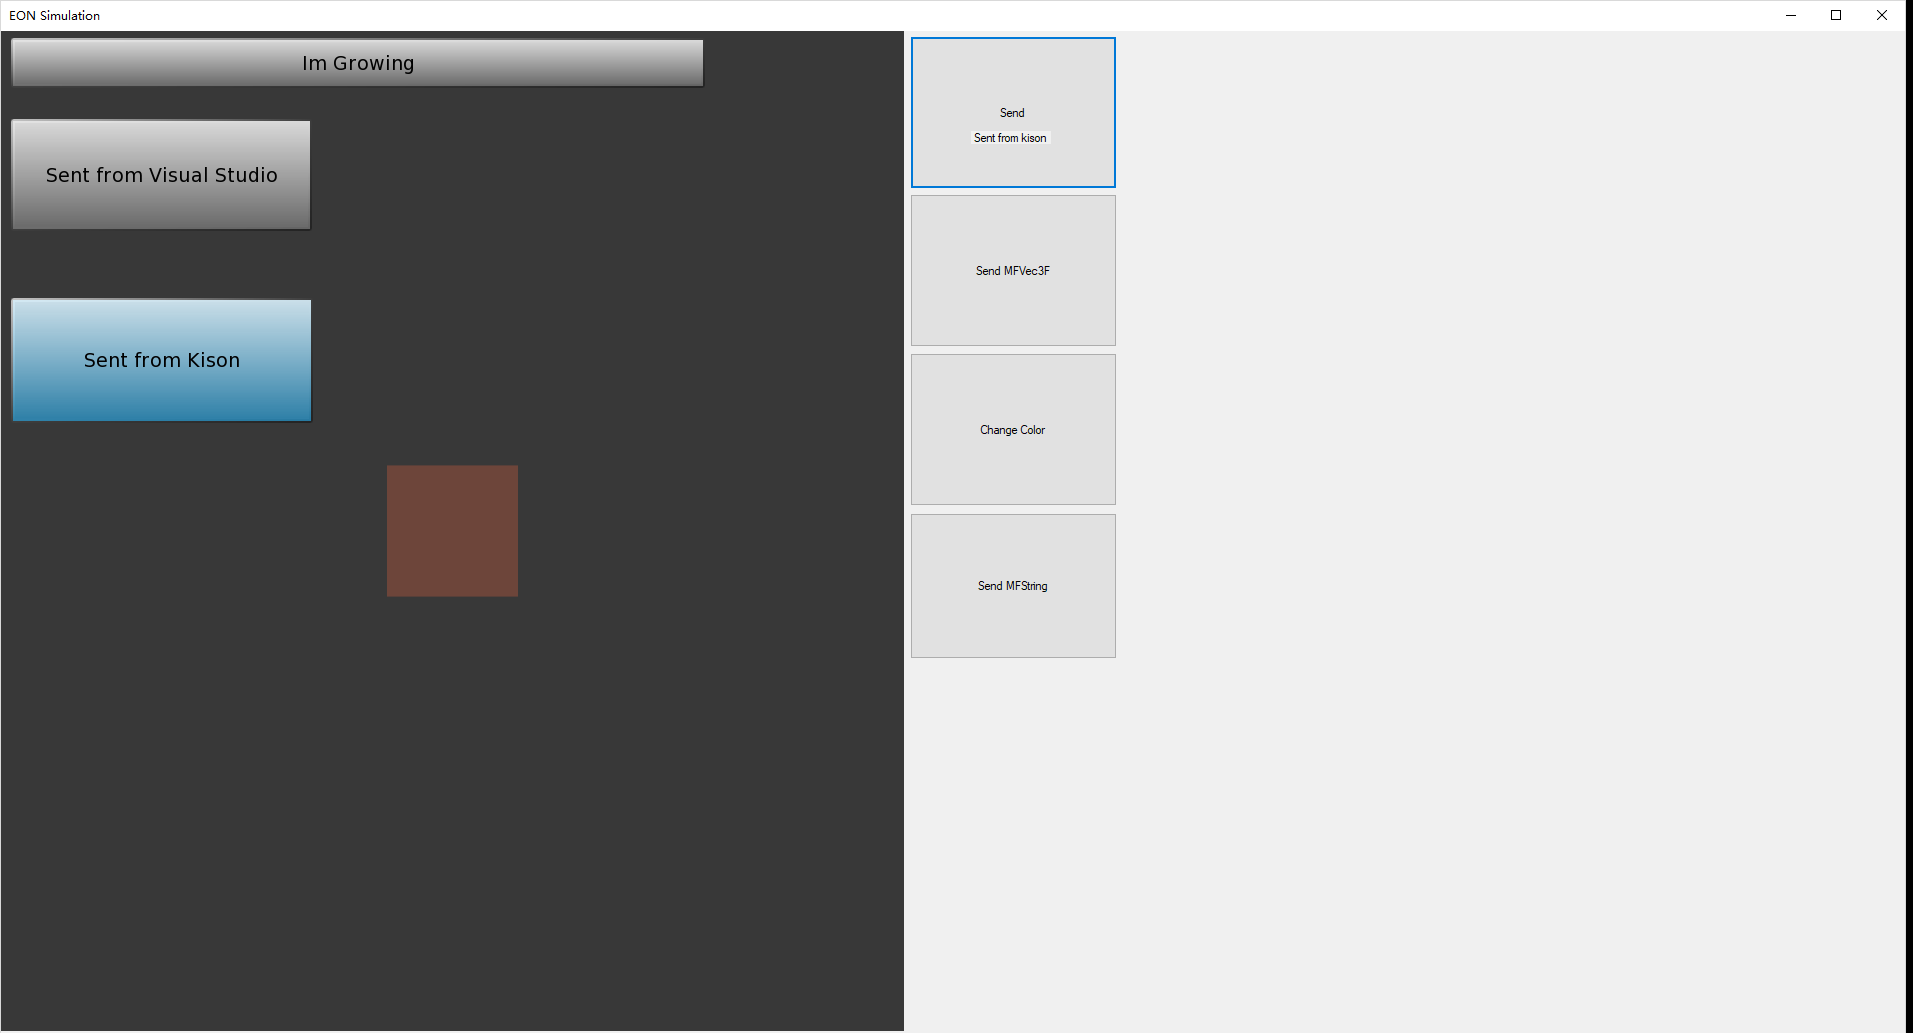 EON Simulation
Im Growing
Sent from Visual Studio
Sent from Kison
Send
Sent from kison
Send MFVec3F
Change Color
Send MFString